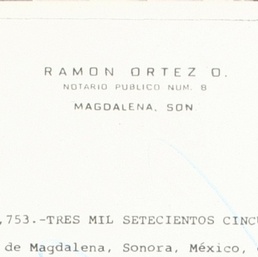 RAMON ORTEZ O.
NOTARIO PUBLICO NUM. 8
MAGDALENA, SON
,753.-TRES MIL SETECIENTOS CINCU
de Magdalena, Sonora, México,